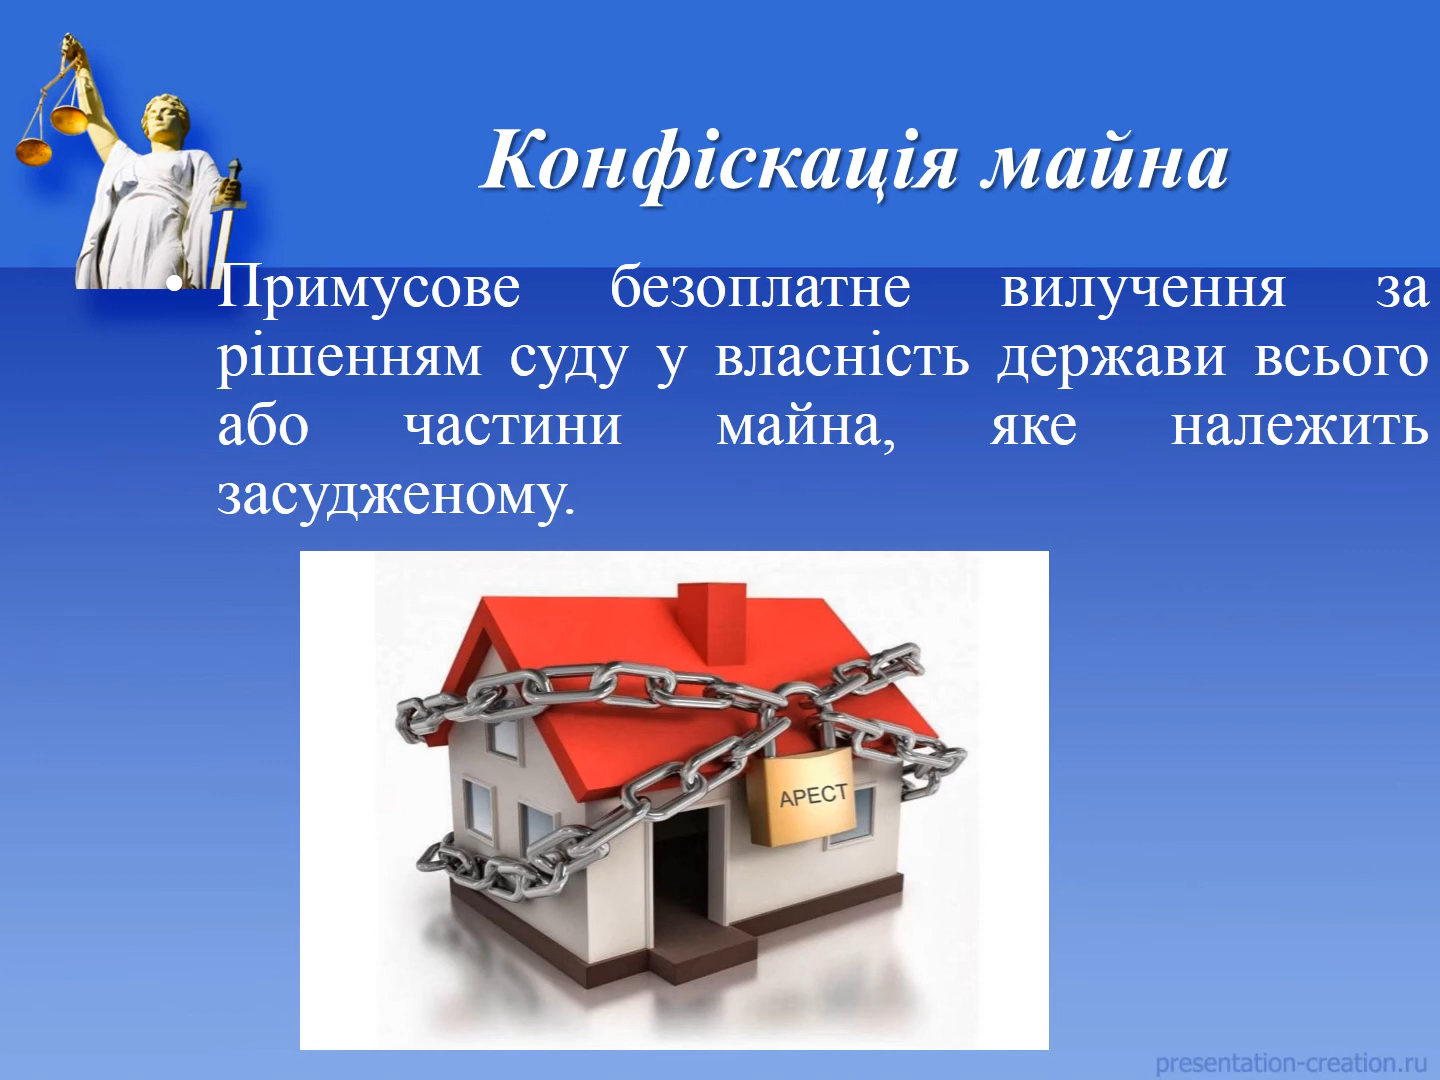 Конфіскація майна
• Примусове безоплатне вилучення за
рішенням суду у власність держави всього
або частини майна, яке належить
засудженому.
АРЕСТ
presentation-creation.ru